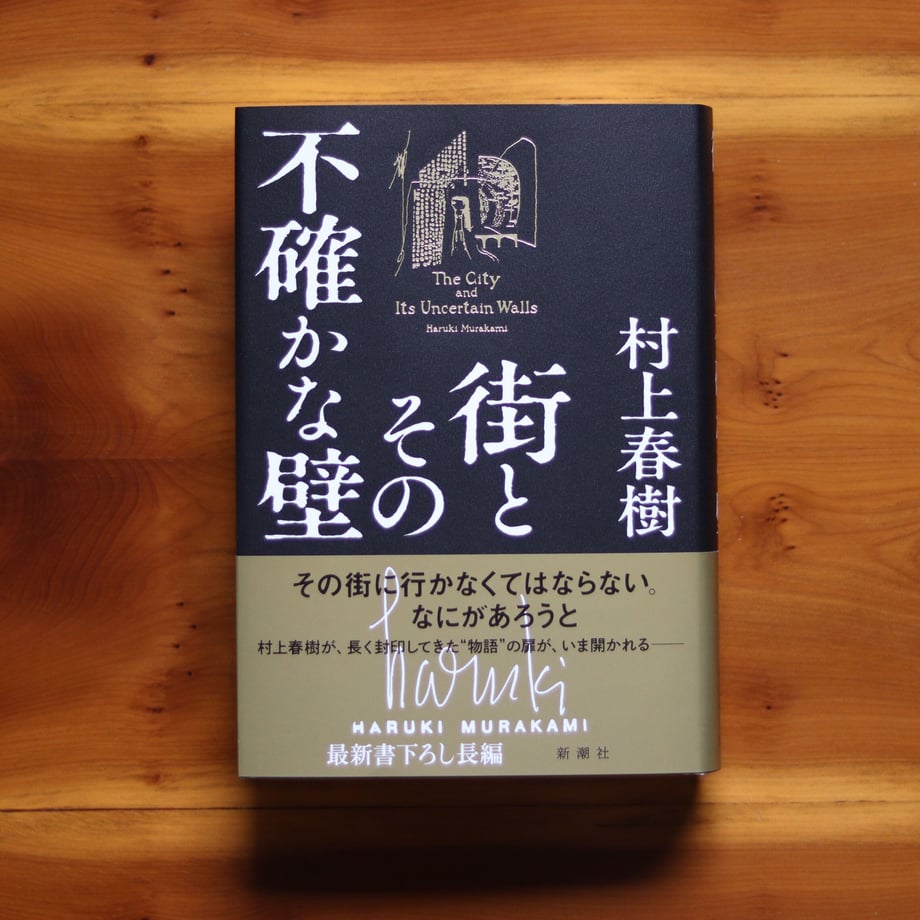 村上春樹
街と
その
不確かな壁
The City
and
Its Uncertain Walls
Haruki Murakami
その街に行かなくてはならない。
なにがあろうと
村上春樹が、長く封印してきた“物語”の扉が、いま開かれる——
haruki
HARUKI MURAKAMI
最新書下ろし長編
新潮社